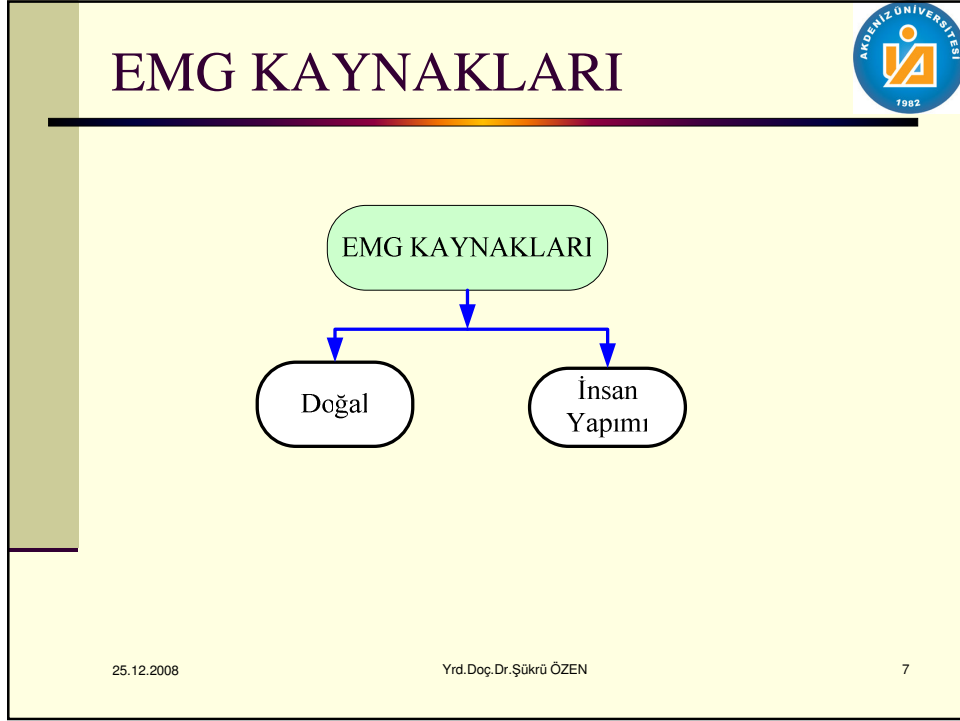 EMG KAYNAKLARI
AKDENİZ ÜNİVERSİTESİ
1982
EMG KAYNAKLARI
Doğal
İnsan
Yapımı
25.12.2008
Yrd.Doç.Dr.Şükrü ÖZEN
7